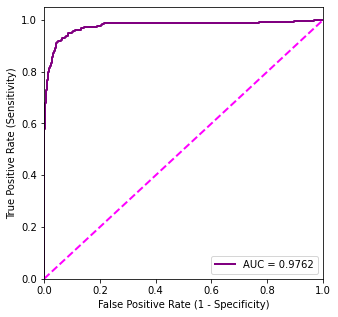 1.0
0.8
0.6
0.4
0.2
0.0
True Positive Rate (Sensitivity)
AUC = 0.9762
0.0 0.2 0.4 0.6 0.8 1.0
False Positive Rate (1 - Specificity)